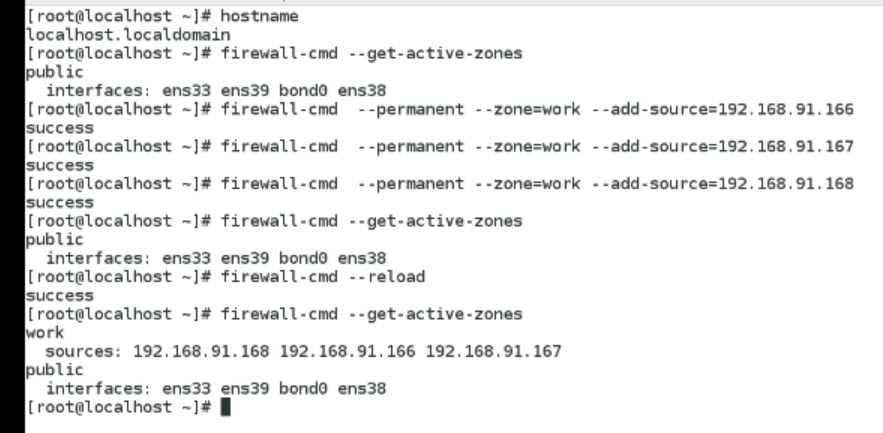 [root@localhost ~]# hostname
localhost.localdomain
[root@localhost ~]# firewall-cmd --get-active-zones
public
  interfaces: ens33 ens39 bond0 ens38
[root@localhost ~]# firewall-cmd  --permanent --zone=work --add-source=192.168.91.166
success
[root@localhost ~]# firewall-cmd  --permanent --zone=work --add-source=192.168.91.167
success
[root@localhost ~]# firewall-cmd  --permanent --zone=work --add-source=192.168.91.168
success
[root@localhost ~]# firewall-cmd --get-active-zones
public
  interfaces: ens33 ens39 bond0 ens38
[root@localhost ~]# firewall-cmd --reload
success
[root@localhost ~]# firewall-cmd --get-active-zones
work
  sources: 192.168.91.168 192.168.91.166 192.168.91.167
public
  interfaces: ens33 ens39 bond0 ens38
[root@localhost ~]#